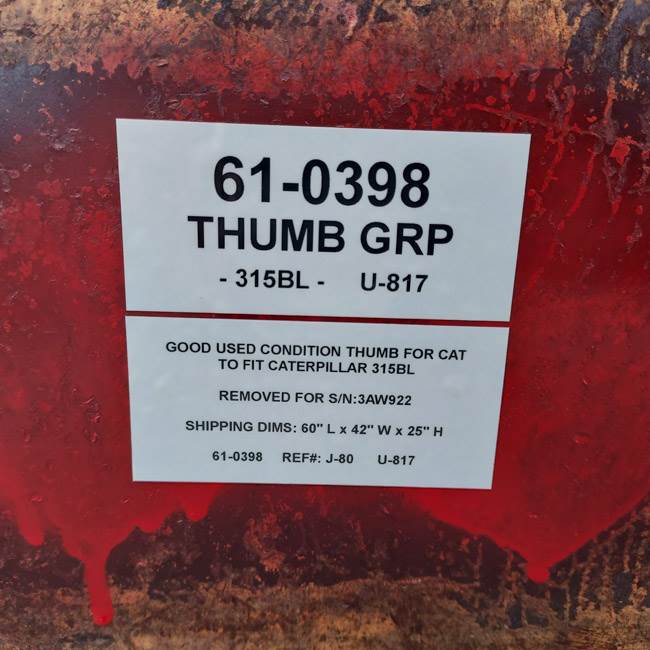 61-0398
THUMB GRP
- 315BL - U-817
GOOD USED CONDITION THUMB FOR CAT
TO FIT CATERPILLAR 315BL
REMOVED FOR S/N:3AW922
SHIPPING DIMS: 60" L x 42" W x 25" H
61-0398 REF#: J-80 U-817